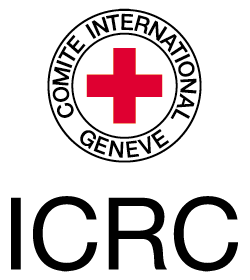 COMITE INTERNATIONAL
GENEVE
ICRC